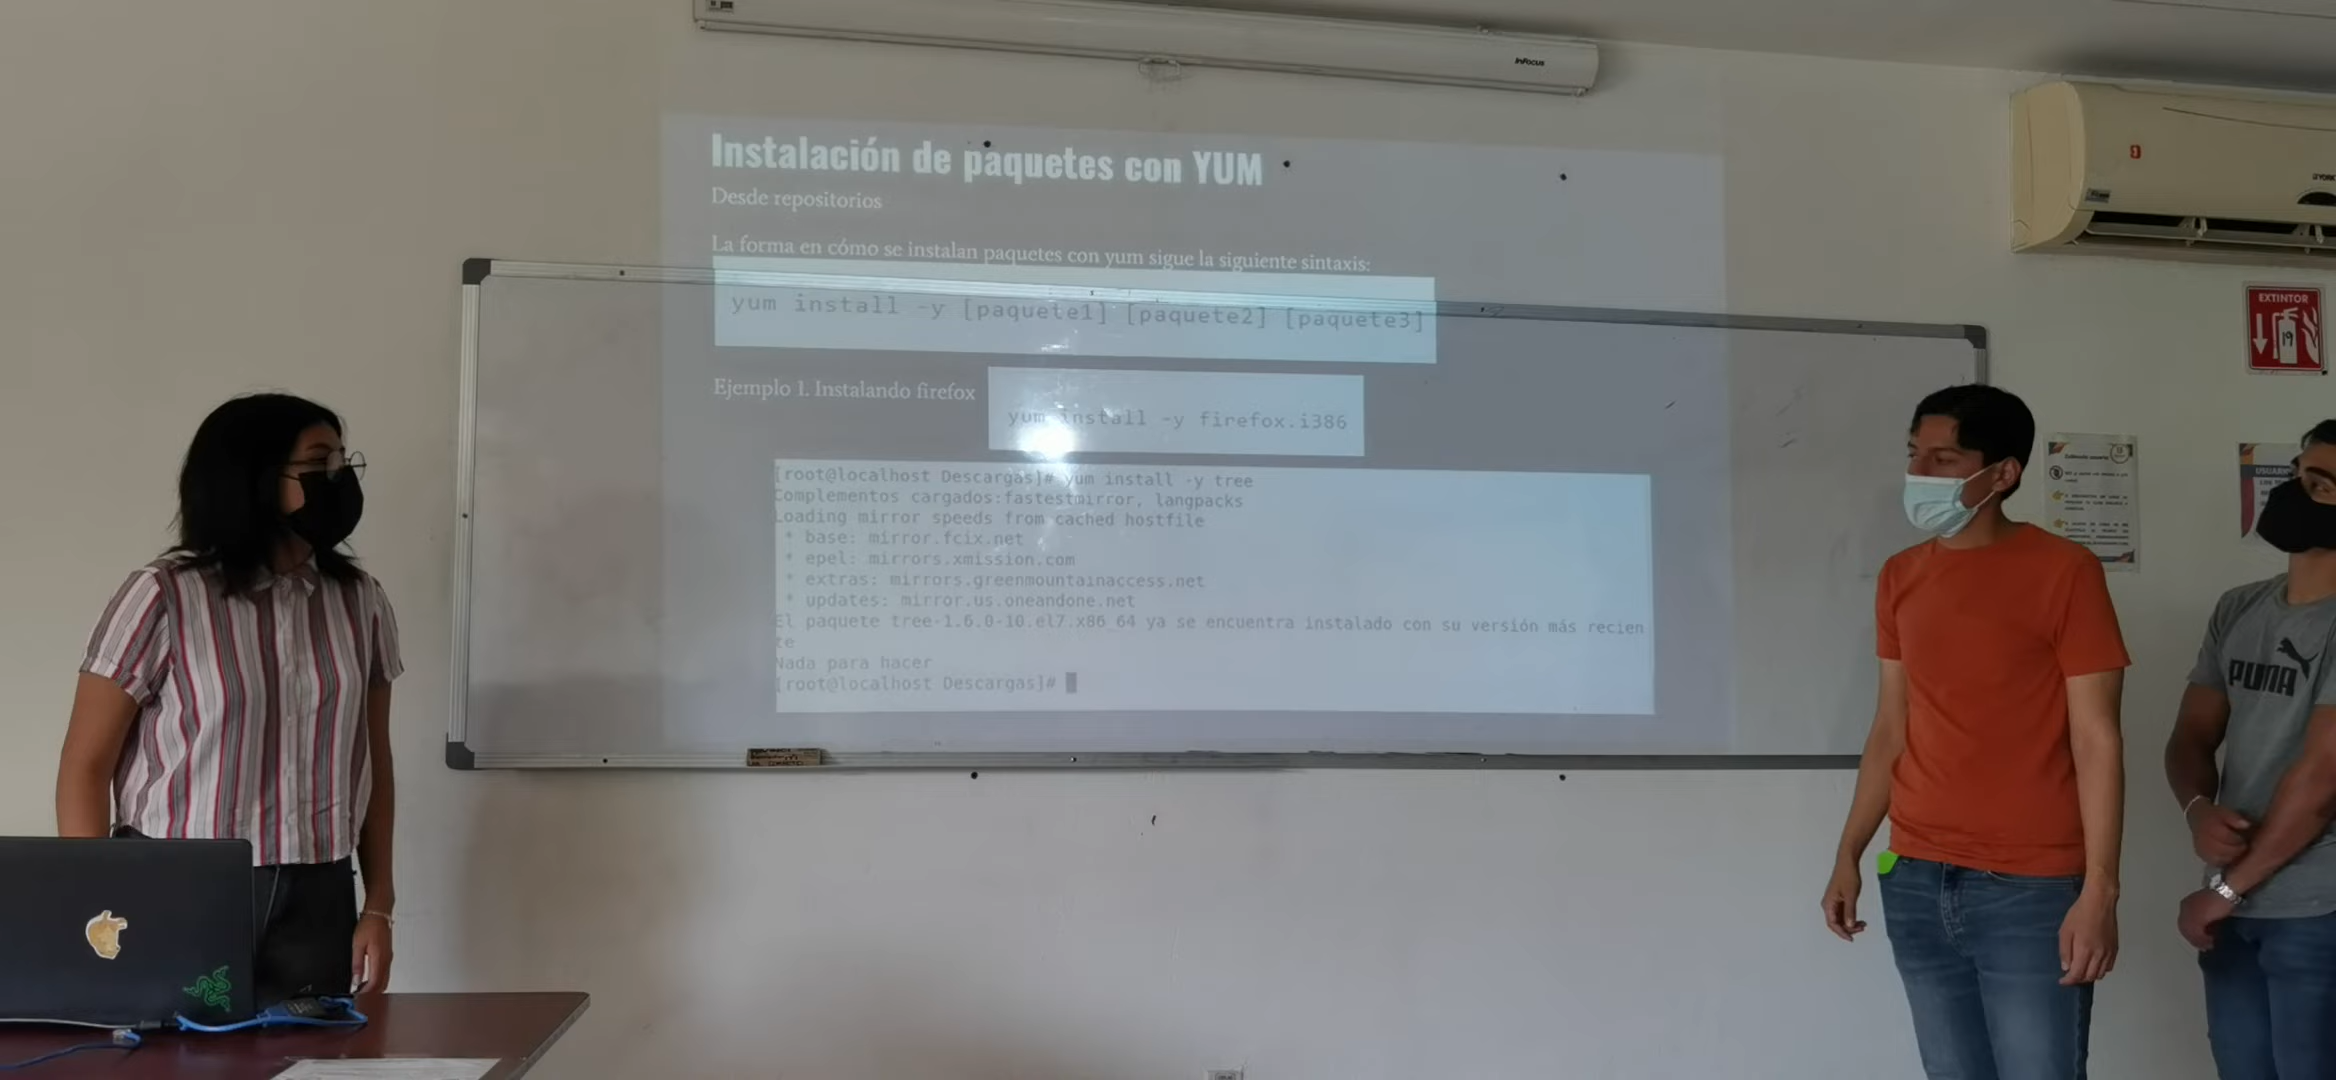 InFocus
Instalación de paquetes con YUM
Desde repositorios
La forma en cómo se instalan paquetes con yum sigue la siguiente sintaxis:
yum install -y [paquete1] [paquete2] [paquete3]
Ejemplo 1. Instalando firefox
yum install -y firefox.i386
[root@localhost Descargas]# yum install -y tree
Complementos cargados:fastestmirror, langpacks
Loading mirror speeds from cached hostfile
* base: mirror.fcix.net
* epel: mirrors.xmission.com
* extras: mirrors.greenmountainaccess.net
* updates: mirror.us.oneandone.net
El paquete tree-1.6.0-10.el7.x86_64 ya se encuentra instalado con su versión más recien
te
Nada para hacer
[root@localhost Descargas]#
YORK
EXTINTOR
19
PUMA